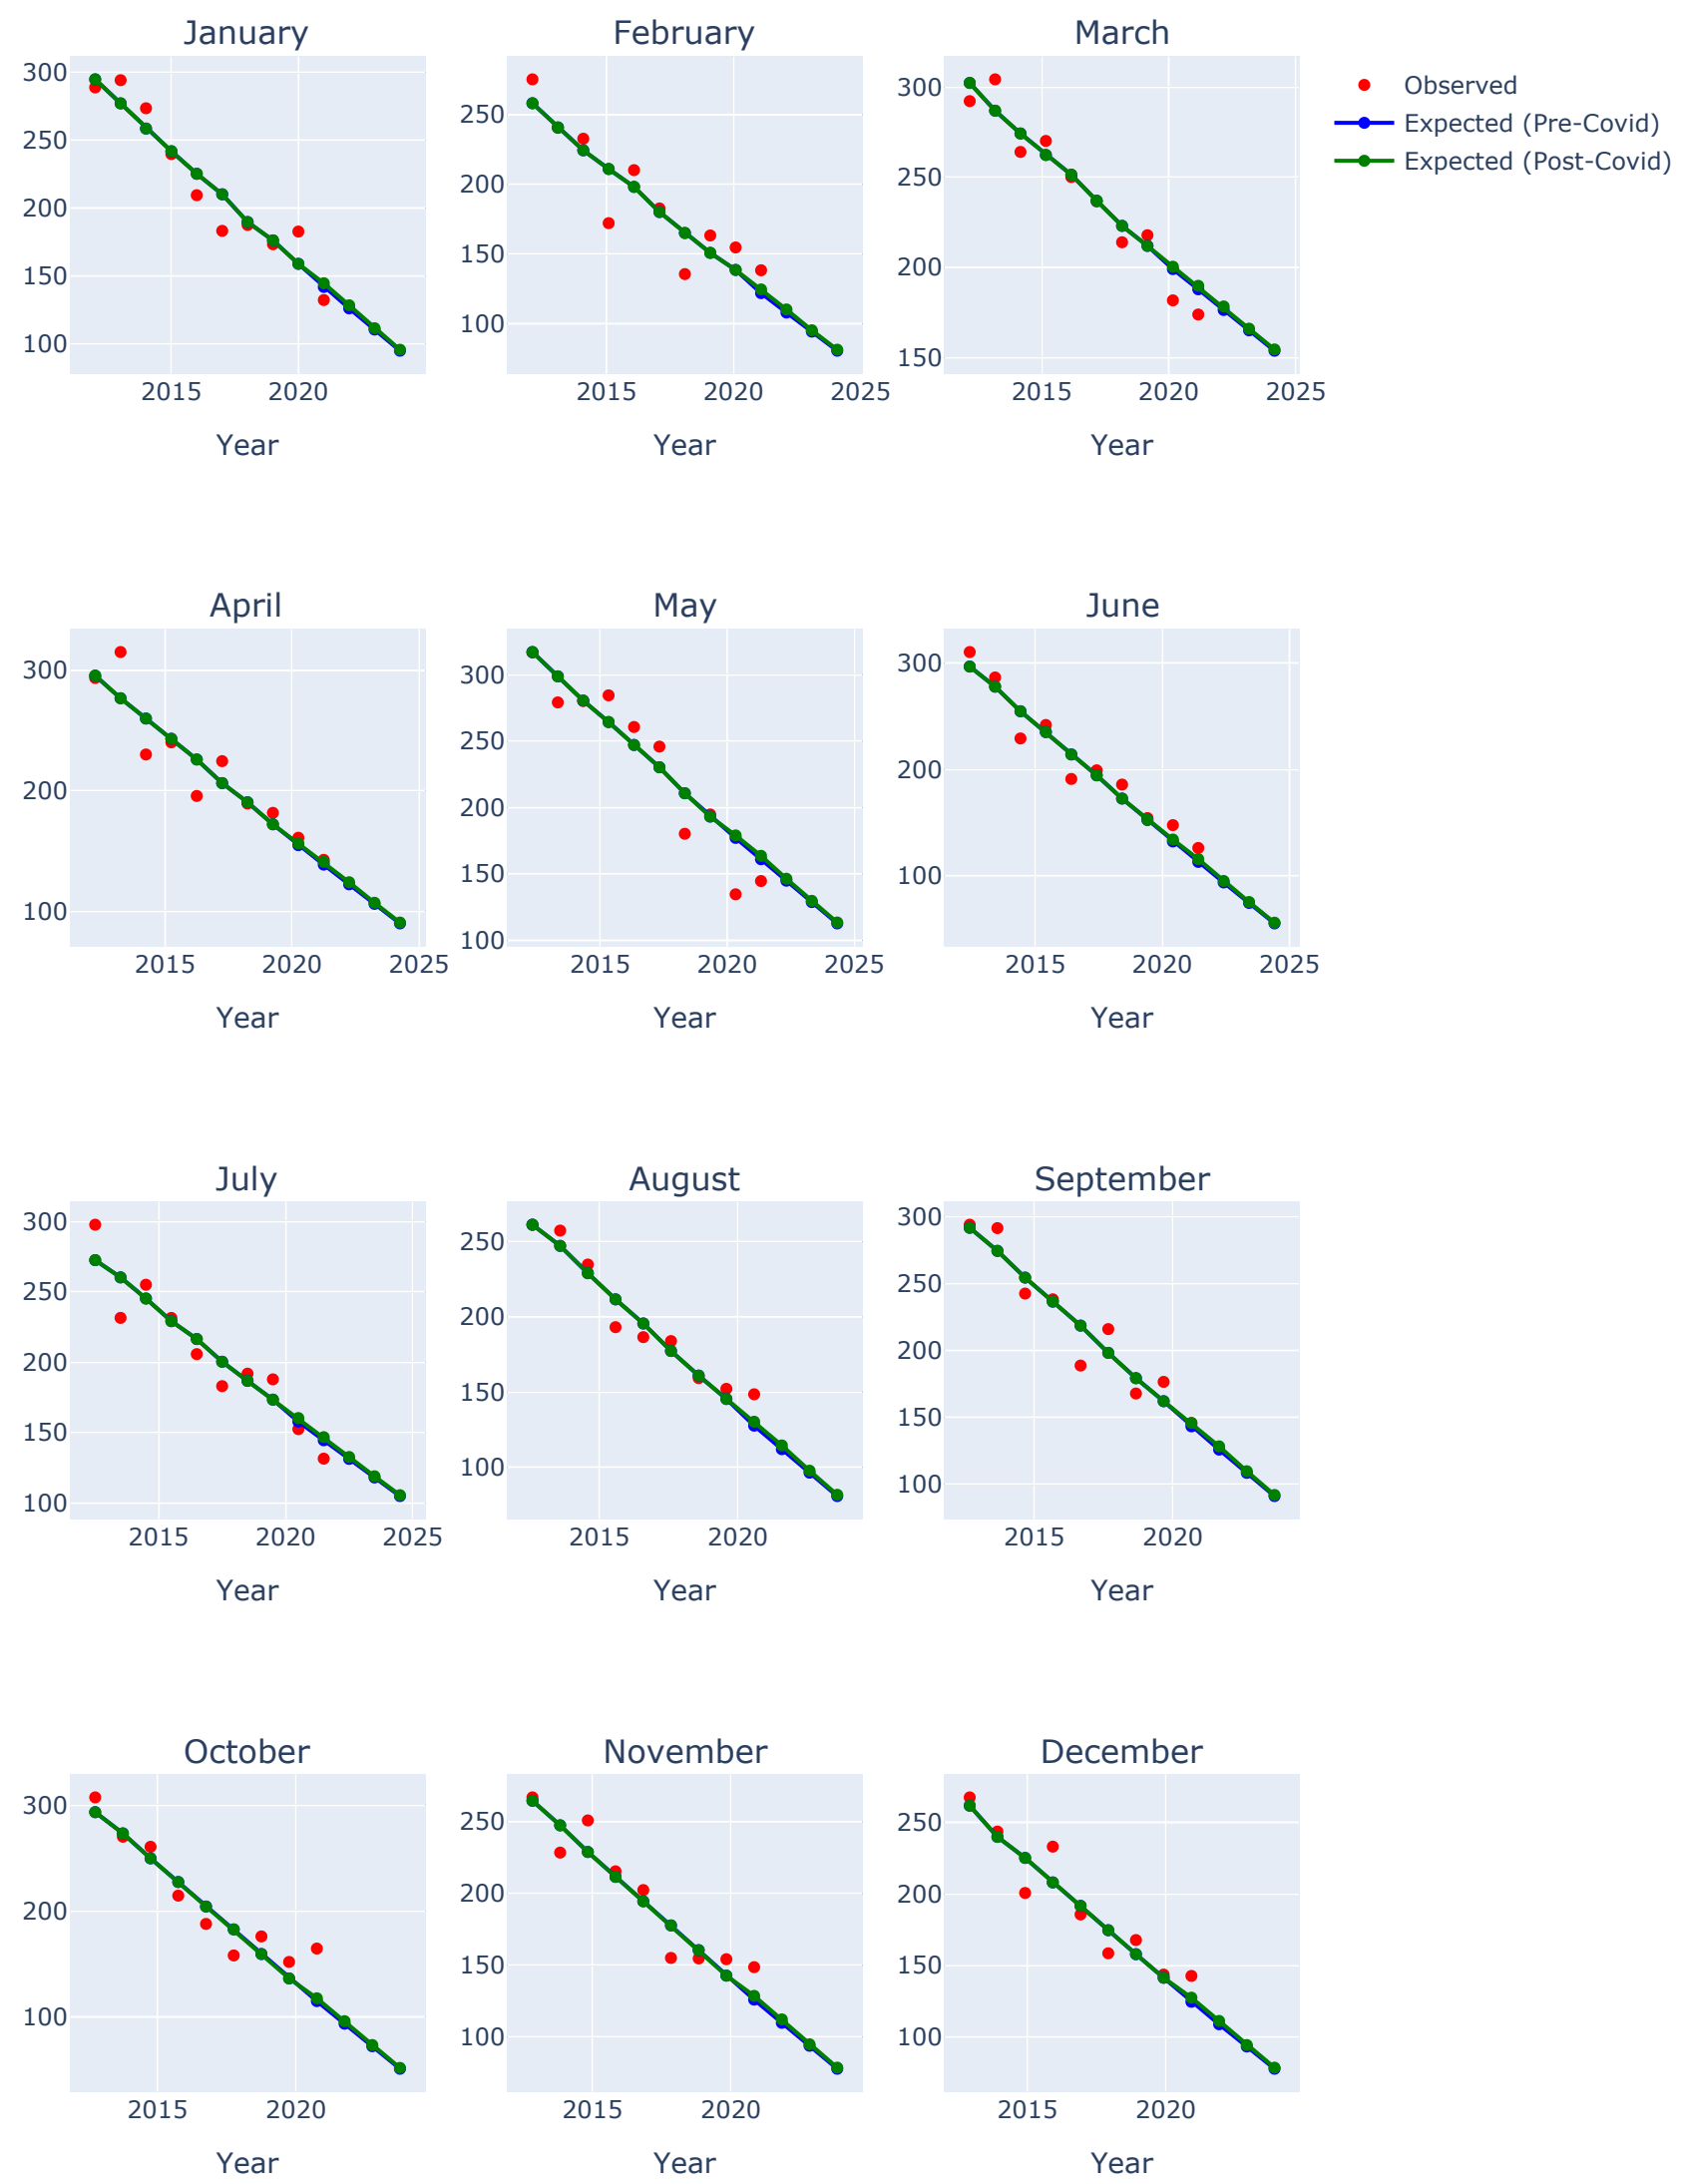 January February March
300
250
200
150
100
2015 2020
Year
250
200
150
100
2015 2020 2025
Year
300
250
200
150
2015 2020 2025
Year
Observed
Expected (Pre-Covid)
Expected (Post-Covid)
April May June
300
200
100
2015 2020 2025
Year
300
250
200
150
100
2015 2020 2025
Year
300
200
100
2015 2020 2025
Year
July August September
300
250
200
150
100
2015 2020 2025
Year
250
200
150
100
2015 2020
Year
300
250
200
150
100
2015 2020
Year
October November December
300
200
100
2015 2020
Year
250
200
150
100
2015 2020
Year
250
200
150
100
2015 2020
Year